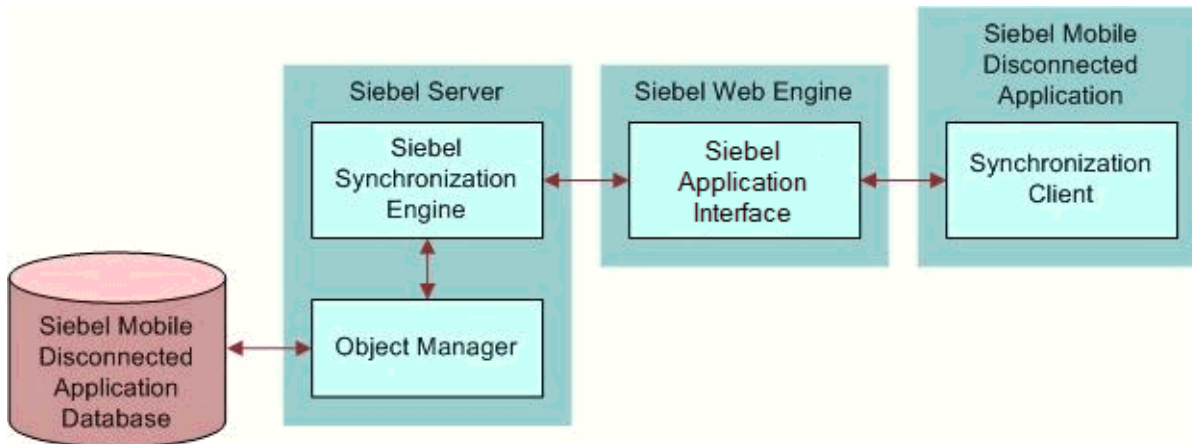 Siebel Server
Siebel
Synchronization
Engine
Object Manager
Siebel Web Engine
Siebel
Application
Interface
Siebel Mobile
Disconnected
Application
Synchronization
Client
Siebel Mobile
Disconnected
Application
Database